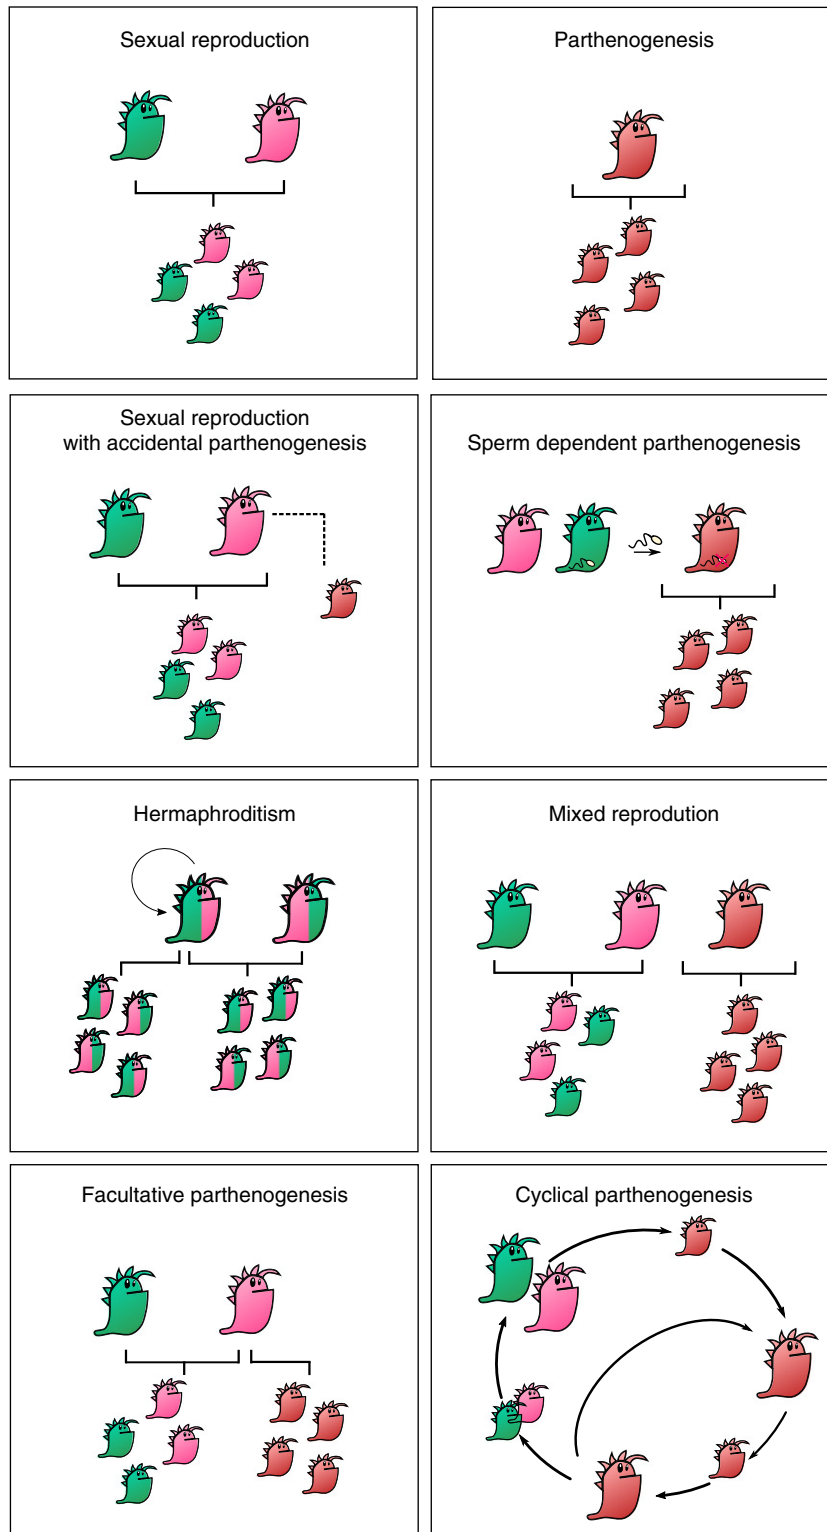 Sexual reproduction
Parthenogenesis
Sexual reproduction
with accidental parthenogenesis
Sperm dependent parthenogenesis
Hermaphroditism
Mixed reprodution
Facultative parthenogenesis
Cyclical parthenogenesis